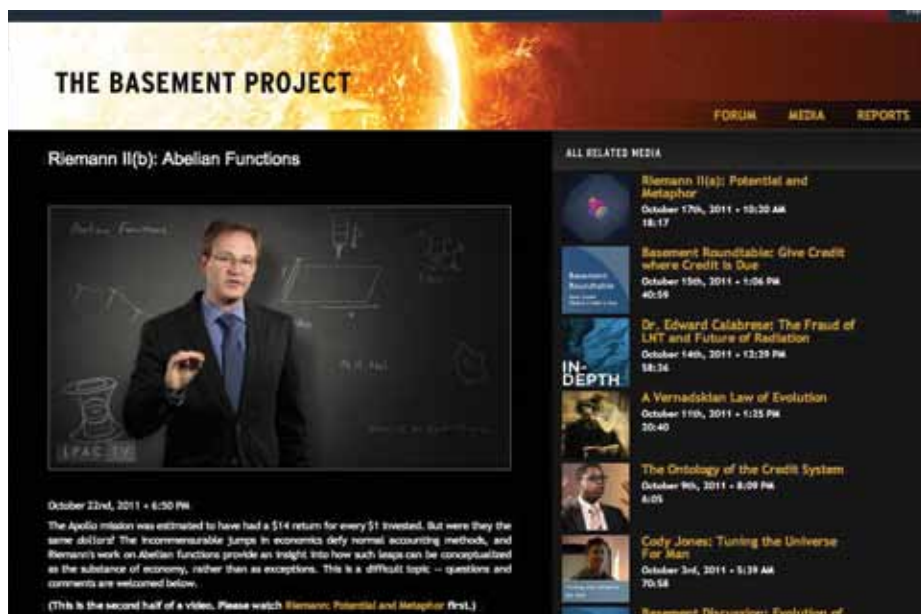 THE BASEMENT PROJECT
FORUM MEDIA REPORTS
Riemann II(b): Abelian Functions
Abelian Functions
LPAC TV
October 22nd, 2011 • 6:50 PM
The Apollo mission was estimated to have had a $14 return for every $1 invested. But were they the
same dollars? The incommensurable jumps in economics defy normal accounting methods, and
Riemann's work on Abelian functions provide an insight into how such leaps can be conceptualized
as the substance of economy, rather than as exceptions. This is a difficult topic -- questions and
comments are welcomed below.
(This is the second half of a video. Please watch Riemann: Potential and Metaphor first.)
ALL RELATED MEDIA
Riemann II(a): Potential and
Metaphor
October 17th, 2011 • 10:20 AM
18:17
Basement
Roundtable
Basement Roundtable: Give Credit
where Credit is Due
October 15th, 2011 • 1:06 PM
40:59
IN-
DEPTH
Dr. Edward Calabrese: The Fraud of
LNT and Future of Radiation
October 14th, 2011 • 12:29 PM
58:36
A Vernadskian Law of Evolution
October 11th, 2011 • 1:25 PM
20:40
The Ontology of the Credit System
October 9th, 2011 • 8:09 PM
6:05
Cody Jones: Tuning the Universe
For Man
October 3rd, 2011 • 5:39 AM
70:58
Basement Discussion: Evolution of